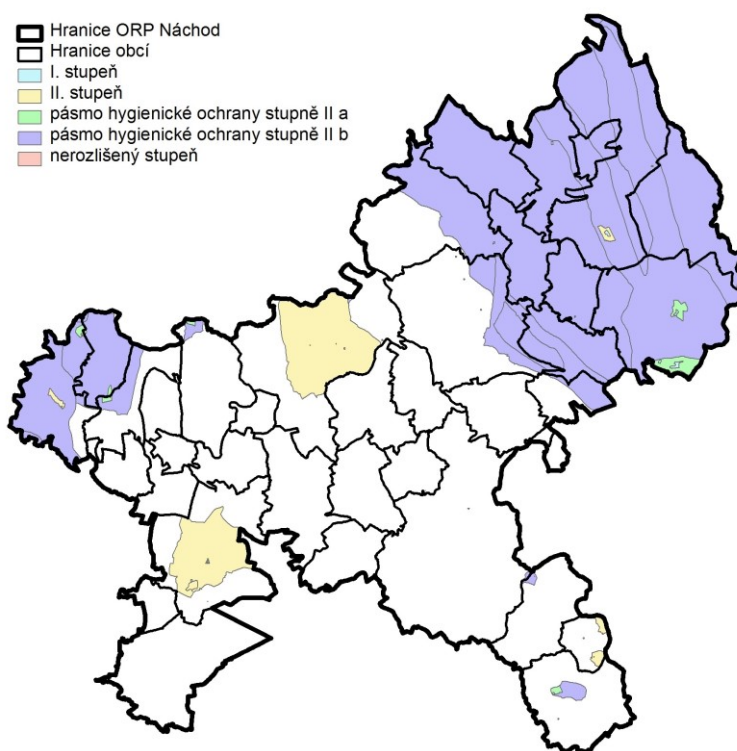 Hranice ORP Náchod
Hranice obcí
I. stupeň
II. stupeň
pásmo hygienické ochrany stupně II a
pásmo hygienické ochrany stupně II b
nerozlišený stupeň